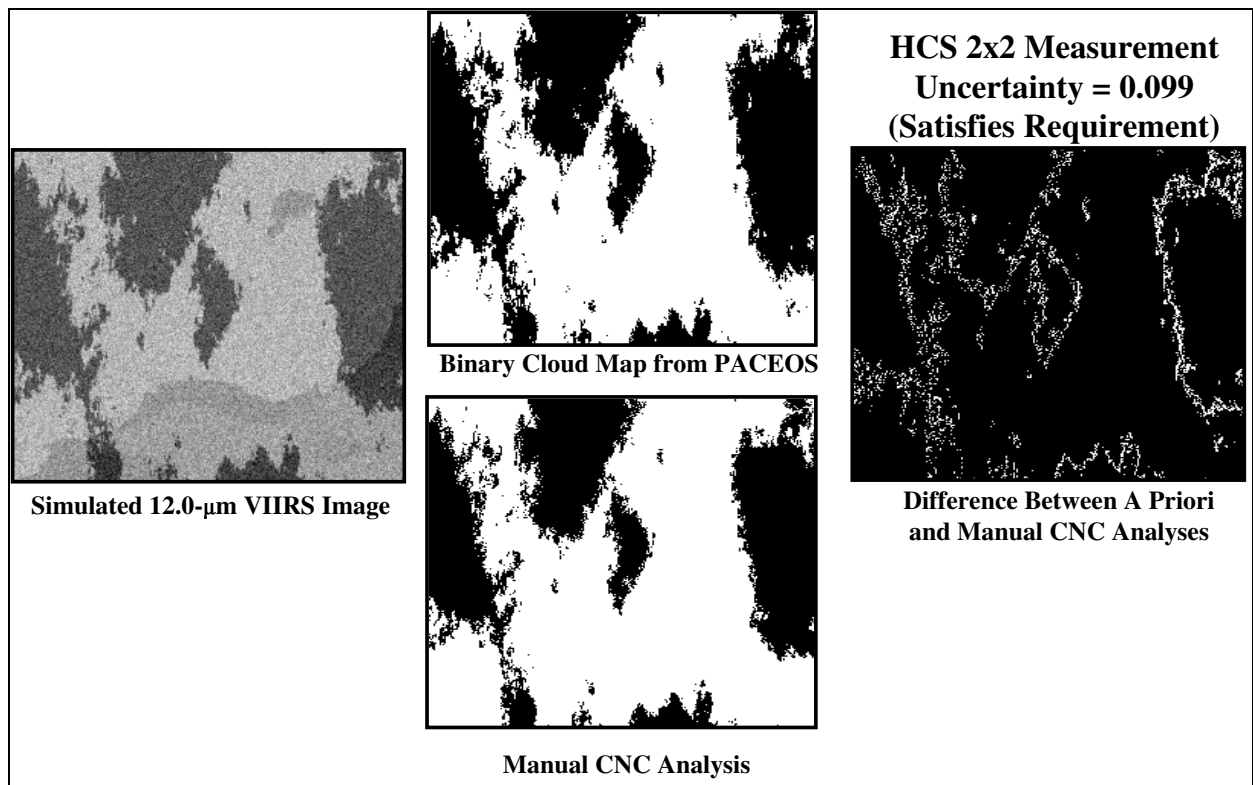 HCS 2x2 Measurement
Uncertainty = 0.099
(Satisfies Requirement)
Binary Cloud Map from PACEOS
Simulated 12.0-µm VIIRS Image
Difference Between A Priori
and Manual CNC Analyses
Manual CNC Analysis